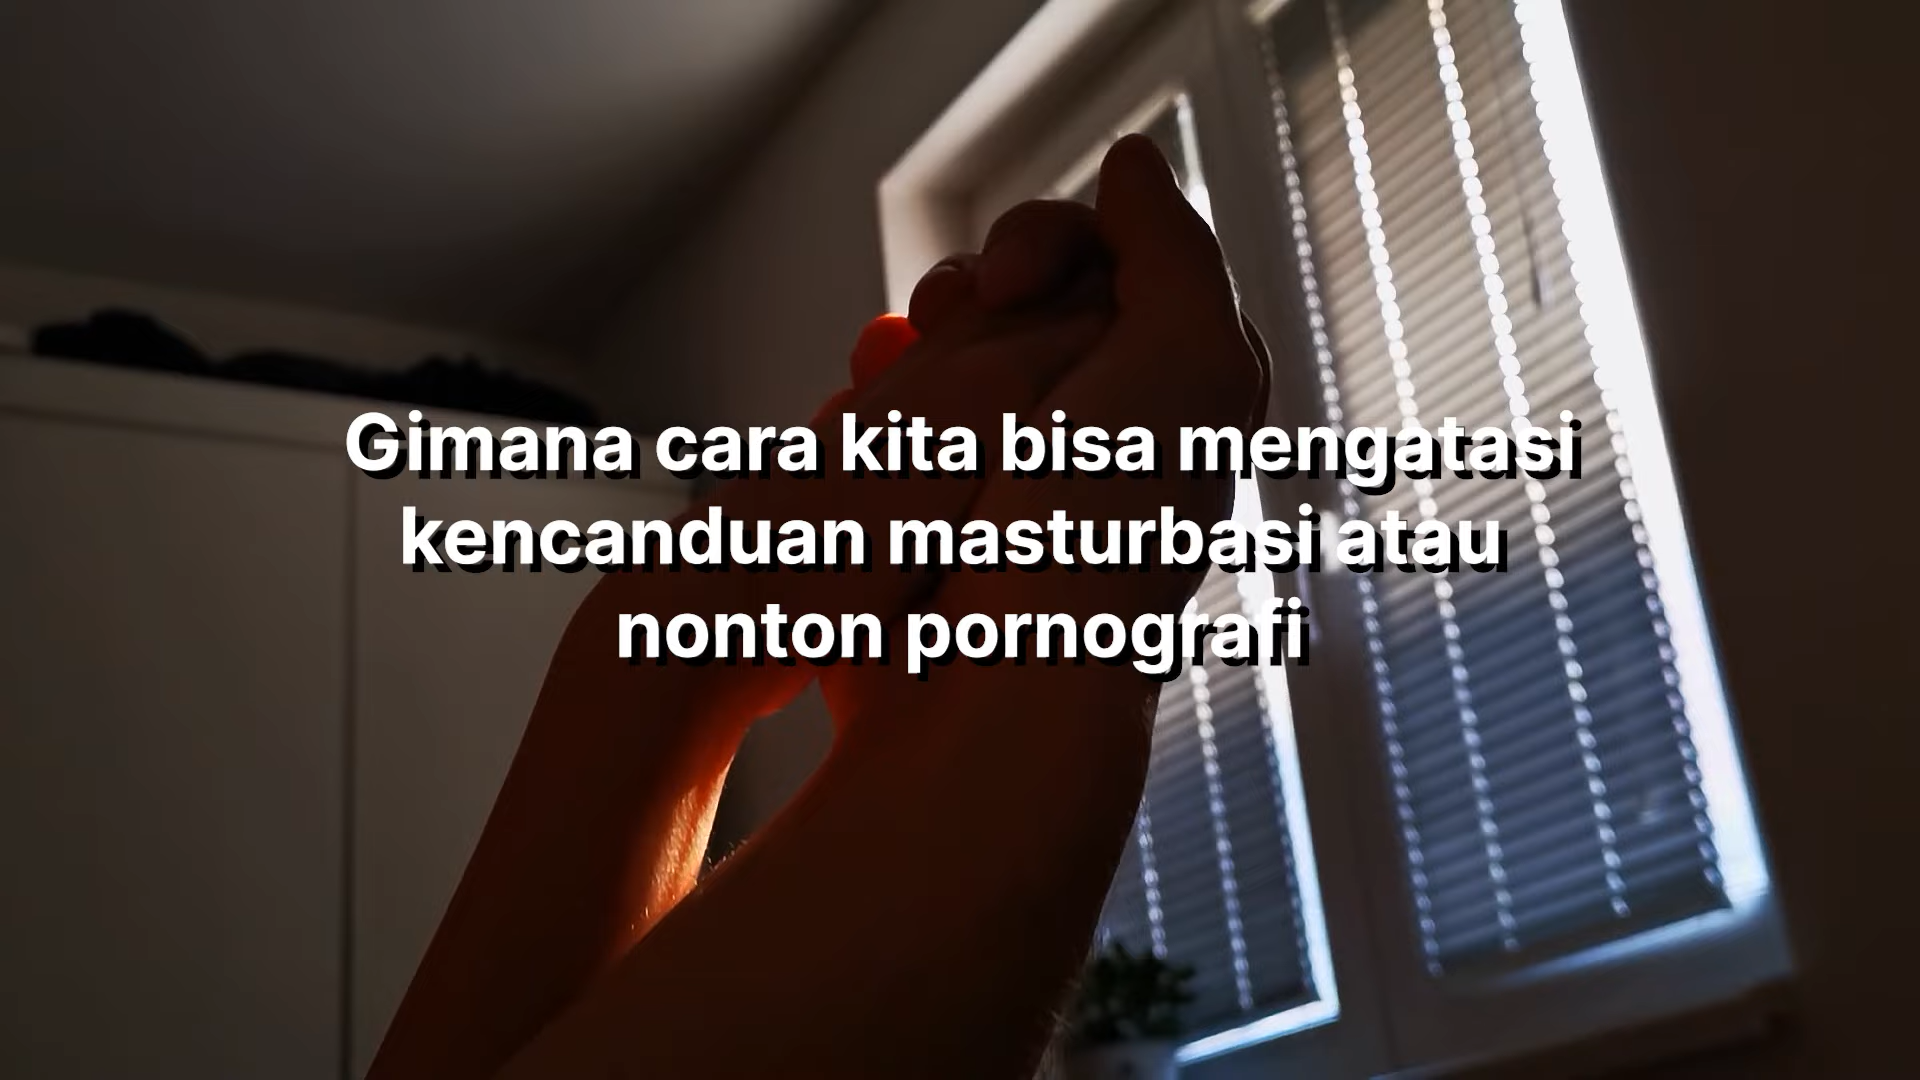 Gimana cara kita bisa mengatasi
kencanduan masturbasi atau
nonton pornografi